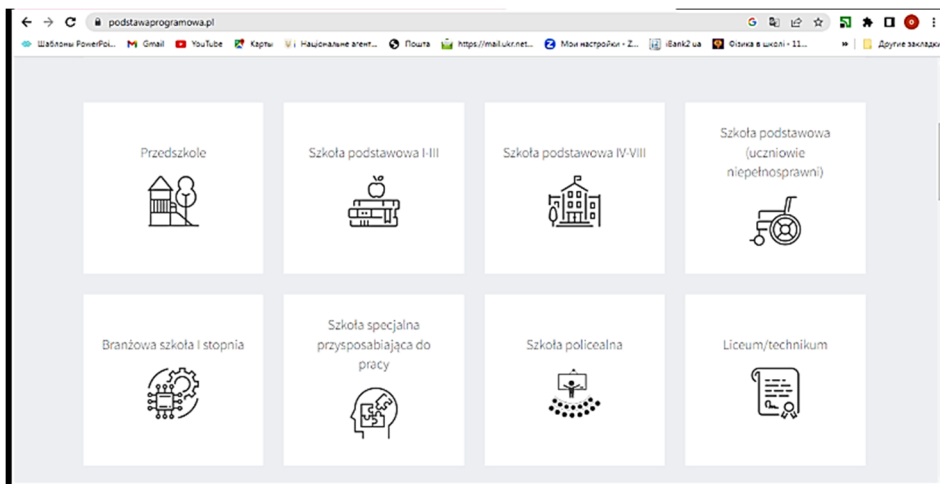 podstawaprogramowa.pl
Шаблоны PowerPoi... Gmail YouTube Карты Національне агент... Пошта https://mail.ukr.net... Мои настройки - Z... iBank2 ua Фізика в школі - 11... » Другие закладки
Przedszkole
Szkoła podstawowa I-III
Szkoła podstawowa IV-VIII
Szkoła podstawowa
(uczniowie
niepełnosprawni)
Branżowa szkoła I stopnia
Szkoła specjalna
przysposabiająca do
pracy
Szkoła policealna
Liceum/technikum